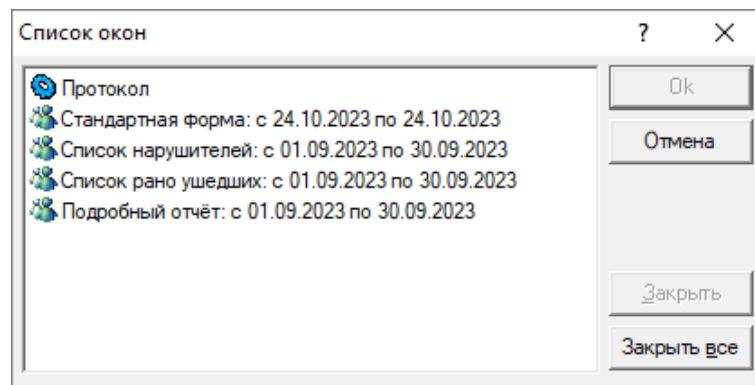 Список окон
?
Протокол
Стандартная форма: с 24.10.2023 по 24.10.2023
Список нарушителей: с 01.09.2023 по 30.09.2023
Список рано ушедших: с 01.09.2023 по 30.09.2023
Подробный отчёт: с 01.09.2023 по 30.09.2023
Ok
Отмена
Закрыть
Закрыть все